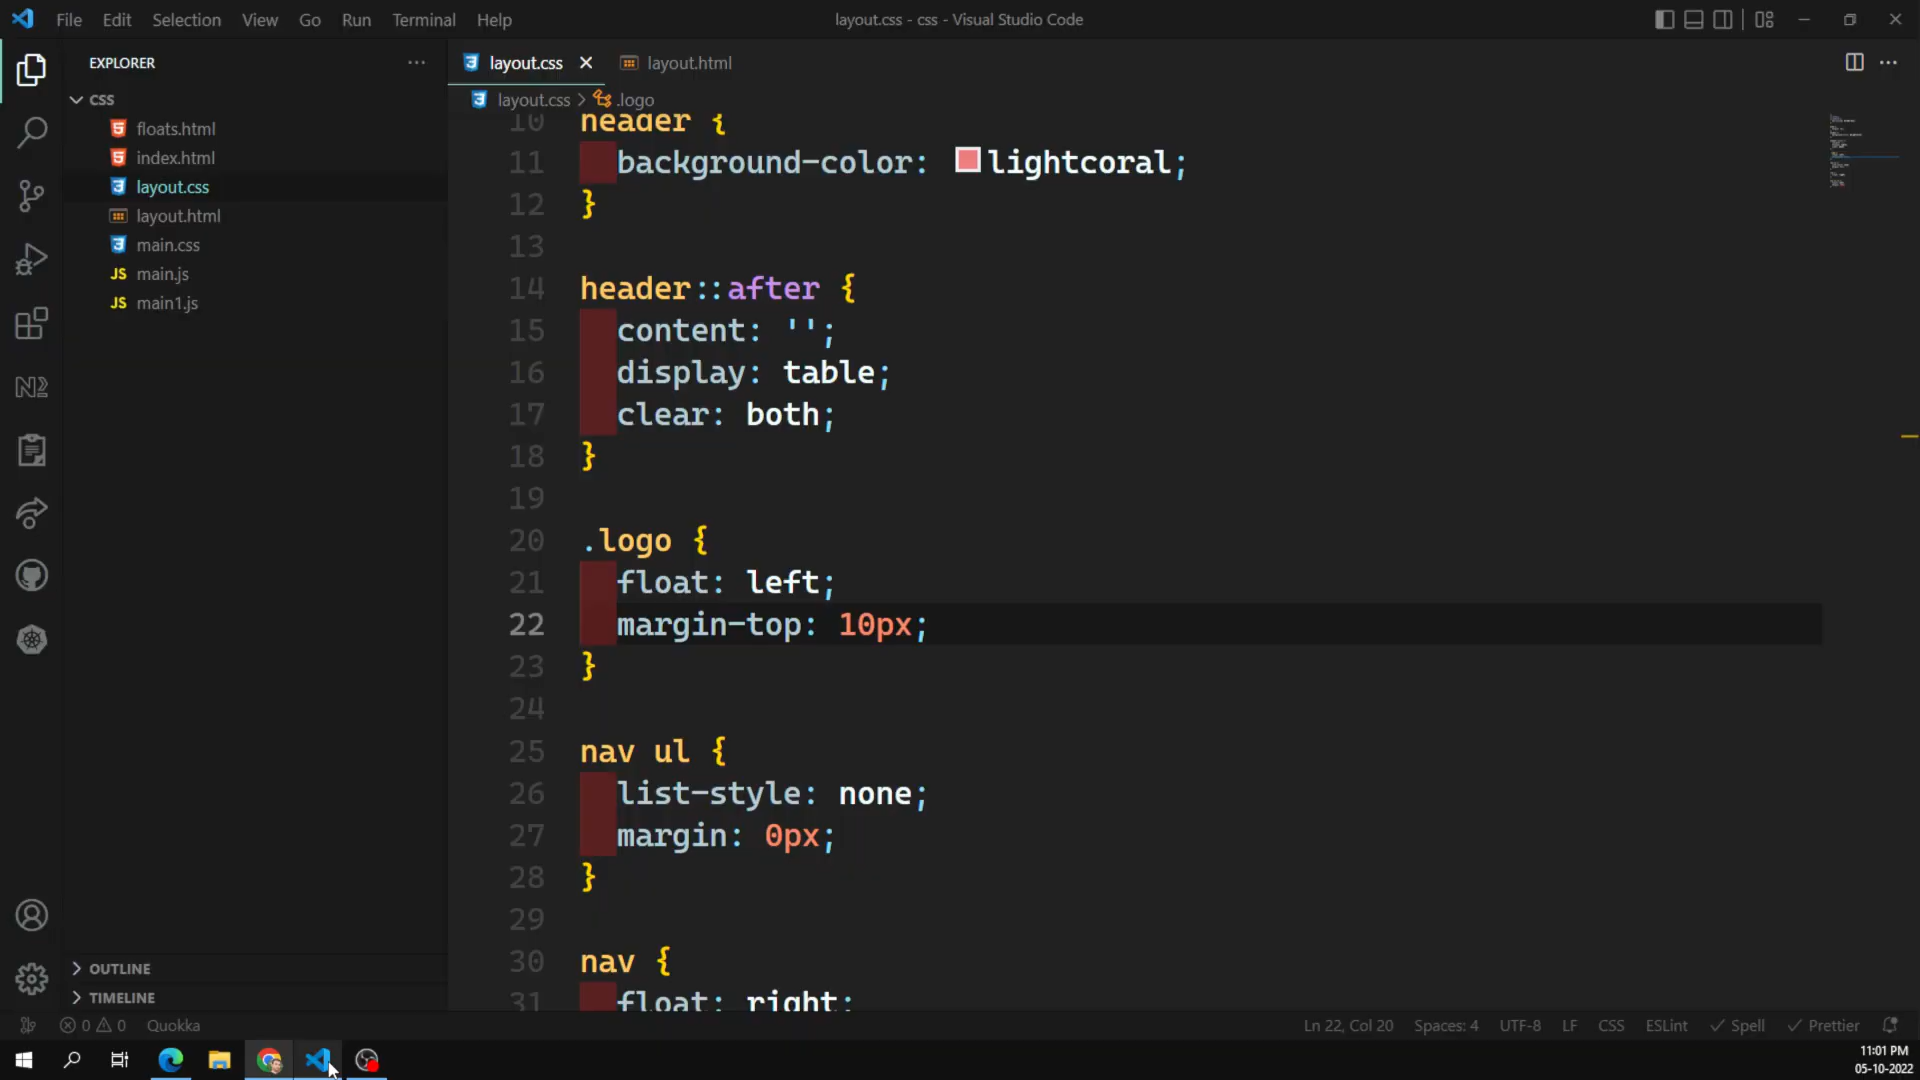 File Edit Selection View Go Run Terminal Help
layout.css - css - Visual Studio Code
EXPLORER
CSS
floats.html
index.html
layout.css
layout.html
main.css
JS main.js
JS main1.js
OUTLINE
TIMELINE
layout.css
layout.html
layout.css > .logo
10 header {
11 background-color: lightcoral;
12 }
13
14 header::after {
15 content: '';
16 display: table;
17 clear: both;
18 }
19
20 .logo {
21 float: left;
22 margin-top: 10px;
23 }
24
25 nav ul {
26 list-style: none;
27 margin: 0px;
28 }
29
30 nav {
31 float: right;
0 0 Quokka
Ln 22, Col 20 Spaces: 4 UTF-8 LF CSS ESLint Spell Prettier
11:01 PM
05-10-2022